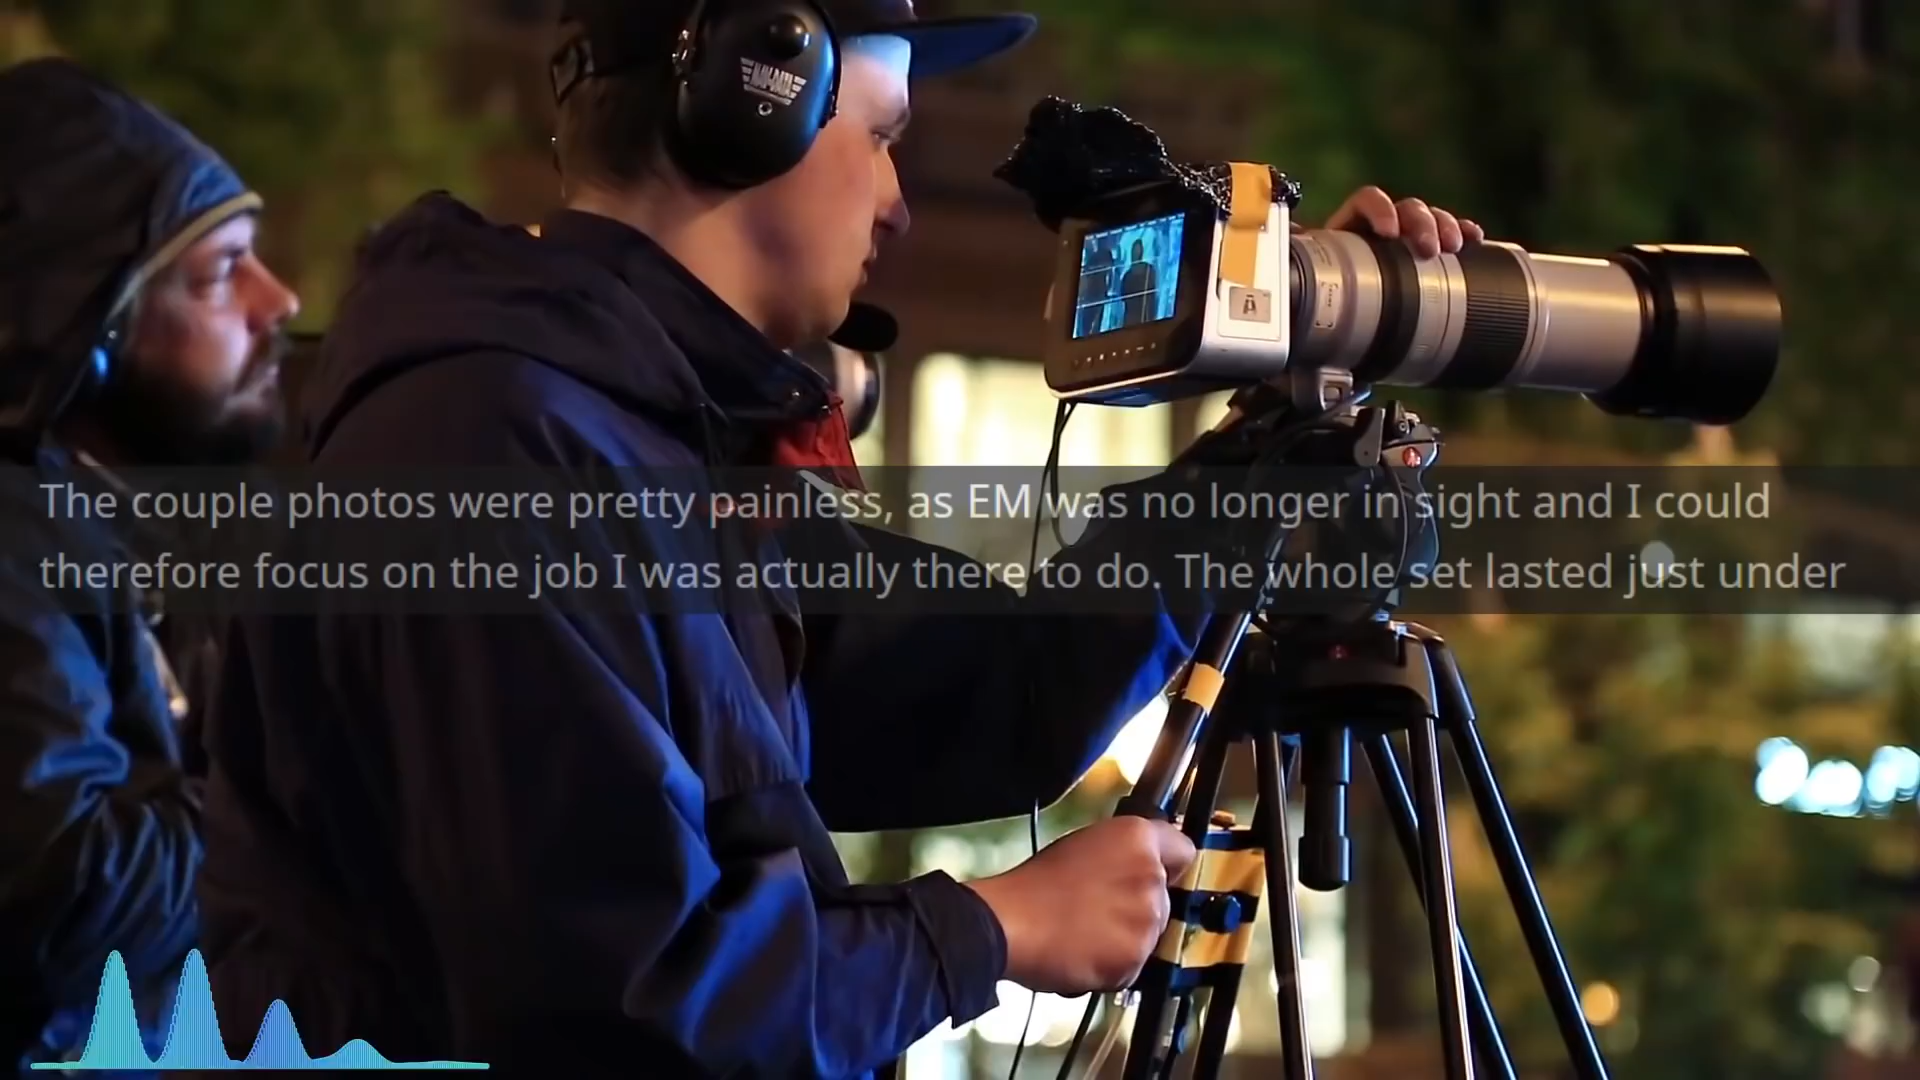 The couple photos were pretty painless, as EM was no longer in sight and I could
therefore focus on the job I was actually there to do. The whole set lasted just under
A